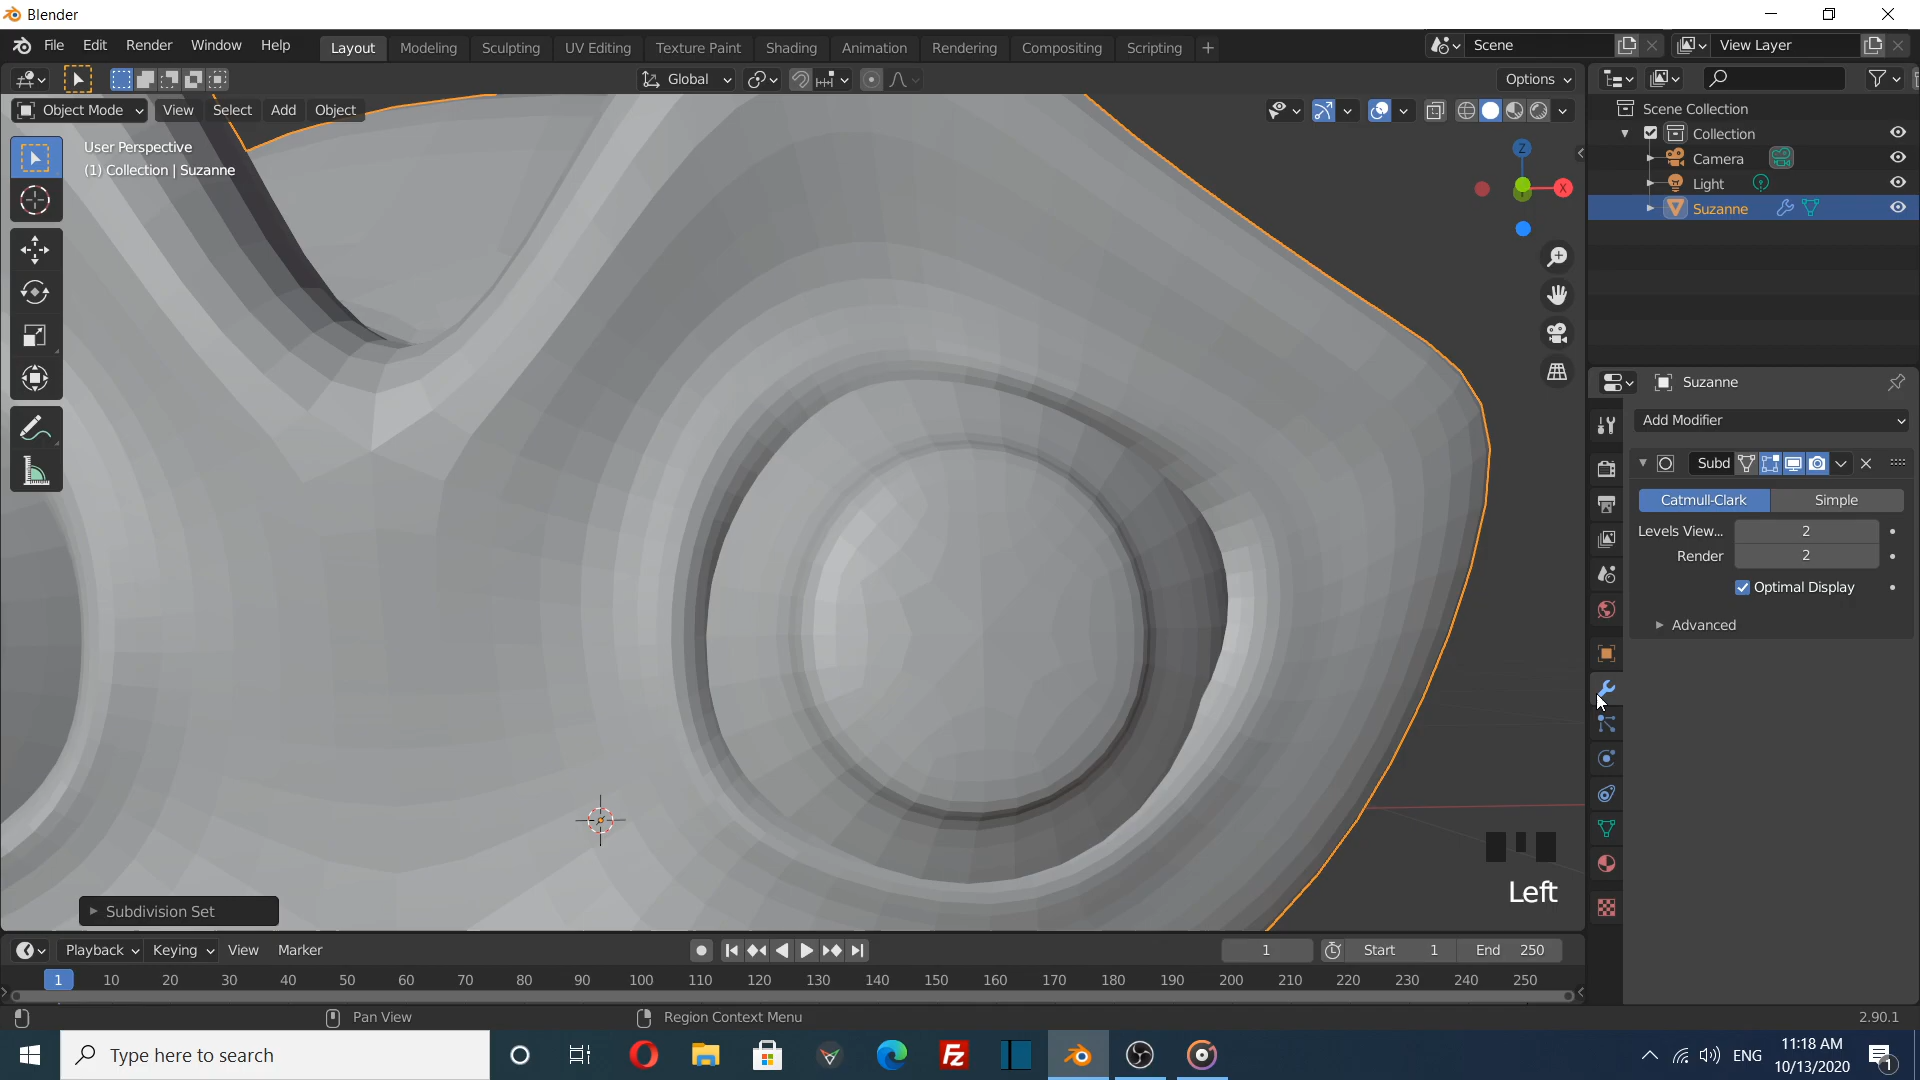 Blender
File Edit Render Window Help Layout Modeling Sculpting UV Editing Texture Paint Shading Animation Rendering Compositing Scripting + Scene View Layer
Global Options
Object Mode View Select Add Object
User Perspective
(1) Collection | Suzanne
Z
X
Scene Collection
Collection
Camera
Light
Suzanne
Suzanne
Add Modifier
Subd
Catmull-Clark Simple
Levels View... 2
Render 2
Optimal Display
Advanced
Left
Subdivision Set
Playback Keying View Marker 1 Start 1 End 250
1 10 20 30 40 50 60 70 80 90 100 110 120 130 140 150 160 170 180 190 200 210 220 230 240 250
Pan View Region Context Menu 2.90.1
Type here to search
Fz
ENG
11:18 AM
10/13/2020
1